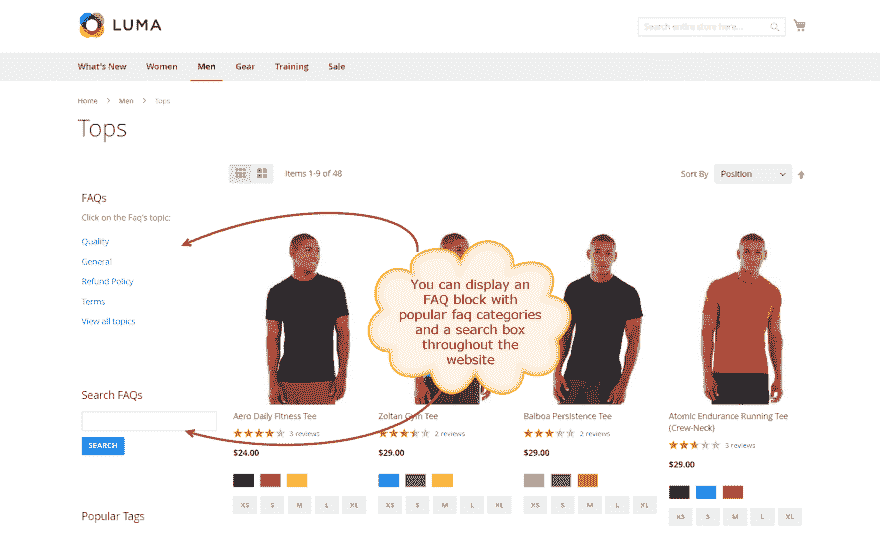 LUMA
Search entire store here...
What's New Women Men Gear Training Sale
Home > Men > Tops
Tops
Items 1-9 of 48
Sort By Position
FAQs
Click on the Faq's topic:
Quality
General
Refund Policy
Terms
View all topics
You can display an
FAQ block with
popular faq categories
and a search box
throughout the
website
Search FAQs
SEARCH
Popular Tags
Aero Daily Fitness Tee
3 reviews
$24.00
XS S M L XL
Zoltan Gym Tee
2 reviews
$29.00
XS S M L XL
Balboa Persistence Tee
2 reviews
$29.00
XS S M L XL
Atomic Endurance Running Tee
(Crew-Neck)
3 reviews
$29.00
XS S M L XL